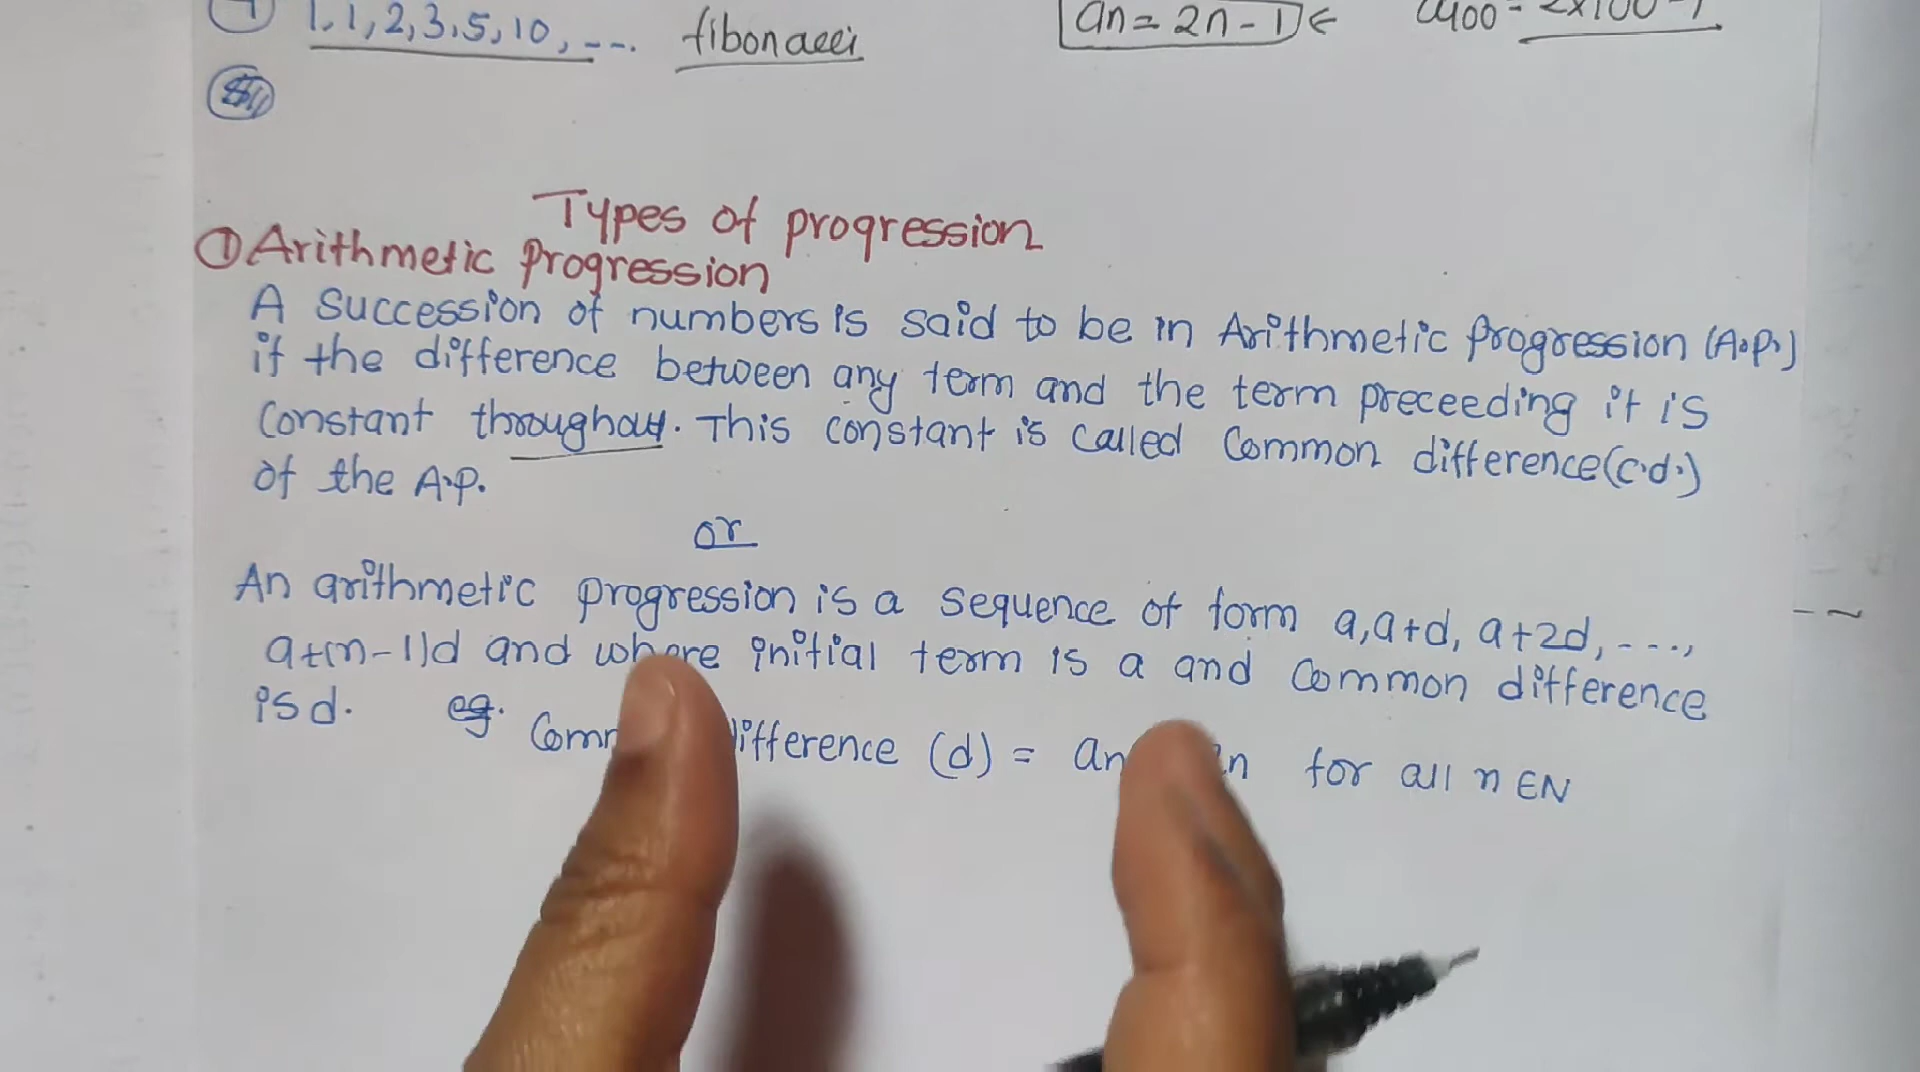 1, 1, 2, 3, 5, 10, ---. fibonacci
an = 2n - 1 ←
Types of progression
① Arithmetic Progression
A Succession of numbers is said to be in Arithmetic Progression (A.P.)
if the difference between any term and the term preceeding it is
Constant throughout. This constant is called Common difference (c.d.)
of the A.P.
or
An arithmetic progression is a sequence of form a, a+d, a+2d, ----,
a+(n-1)d and where initial term is a and Common difference
is d. eg.
difference (d) = an for all n ∈ N